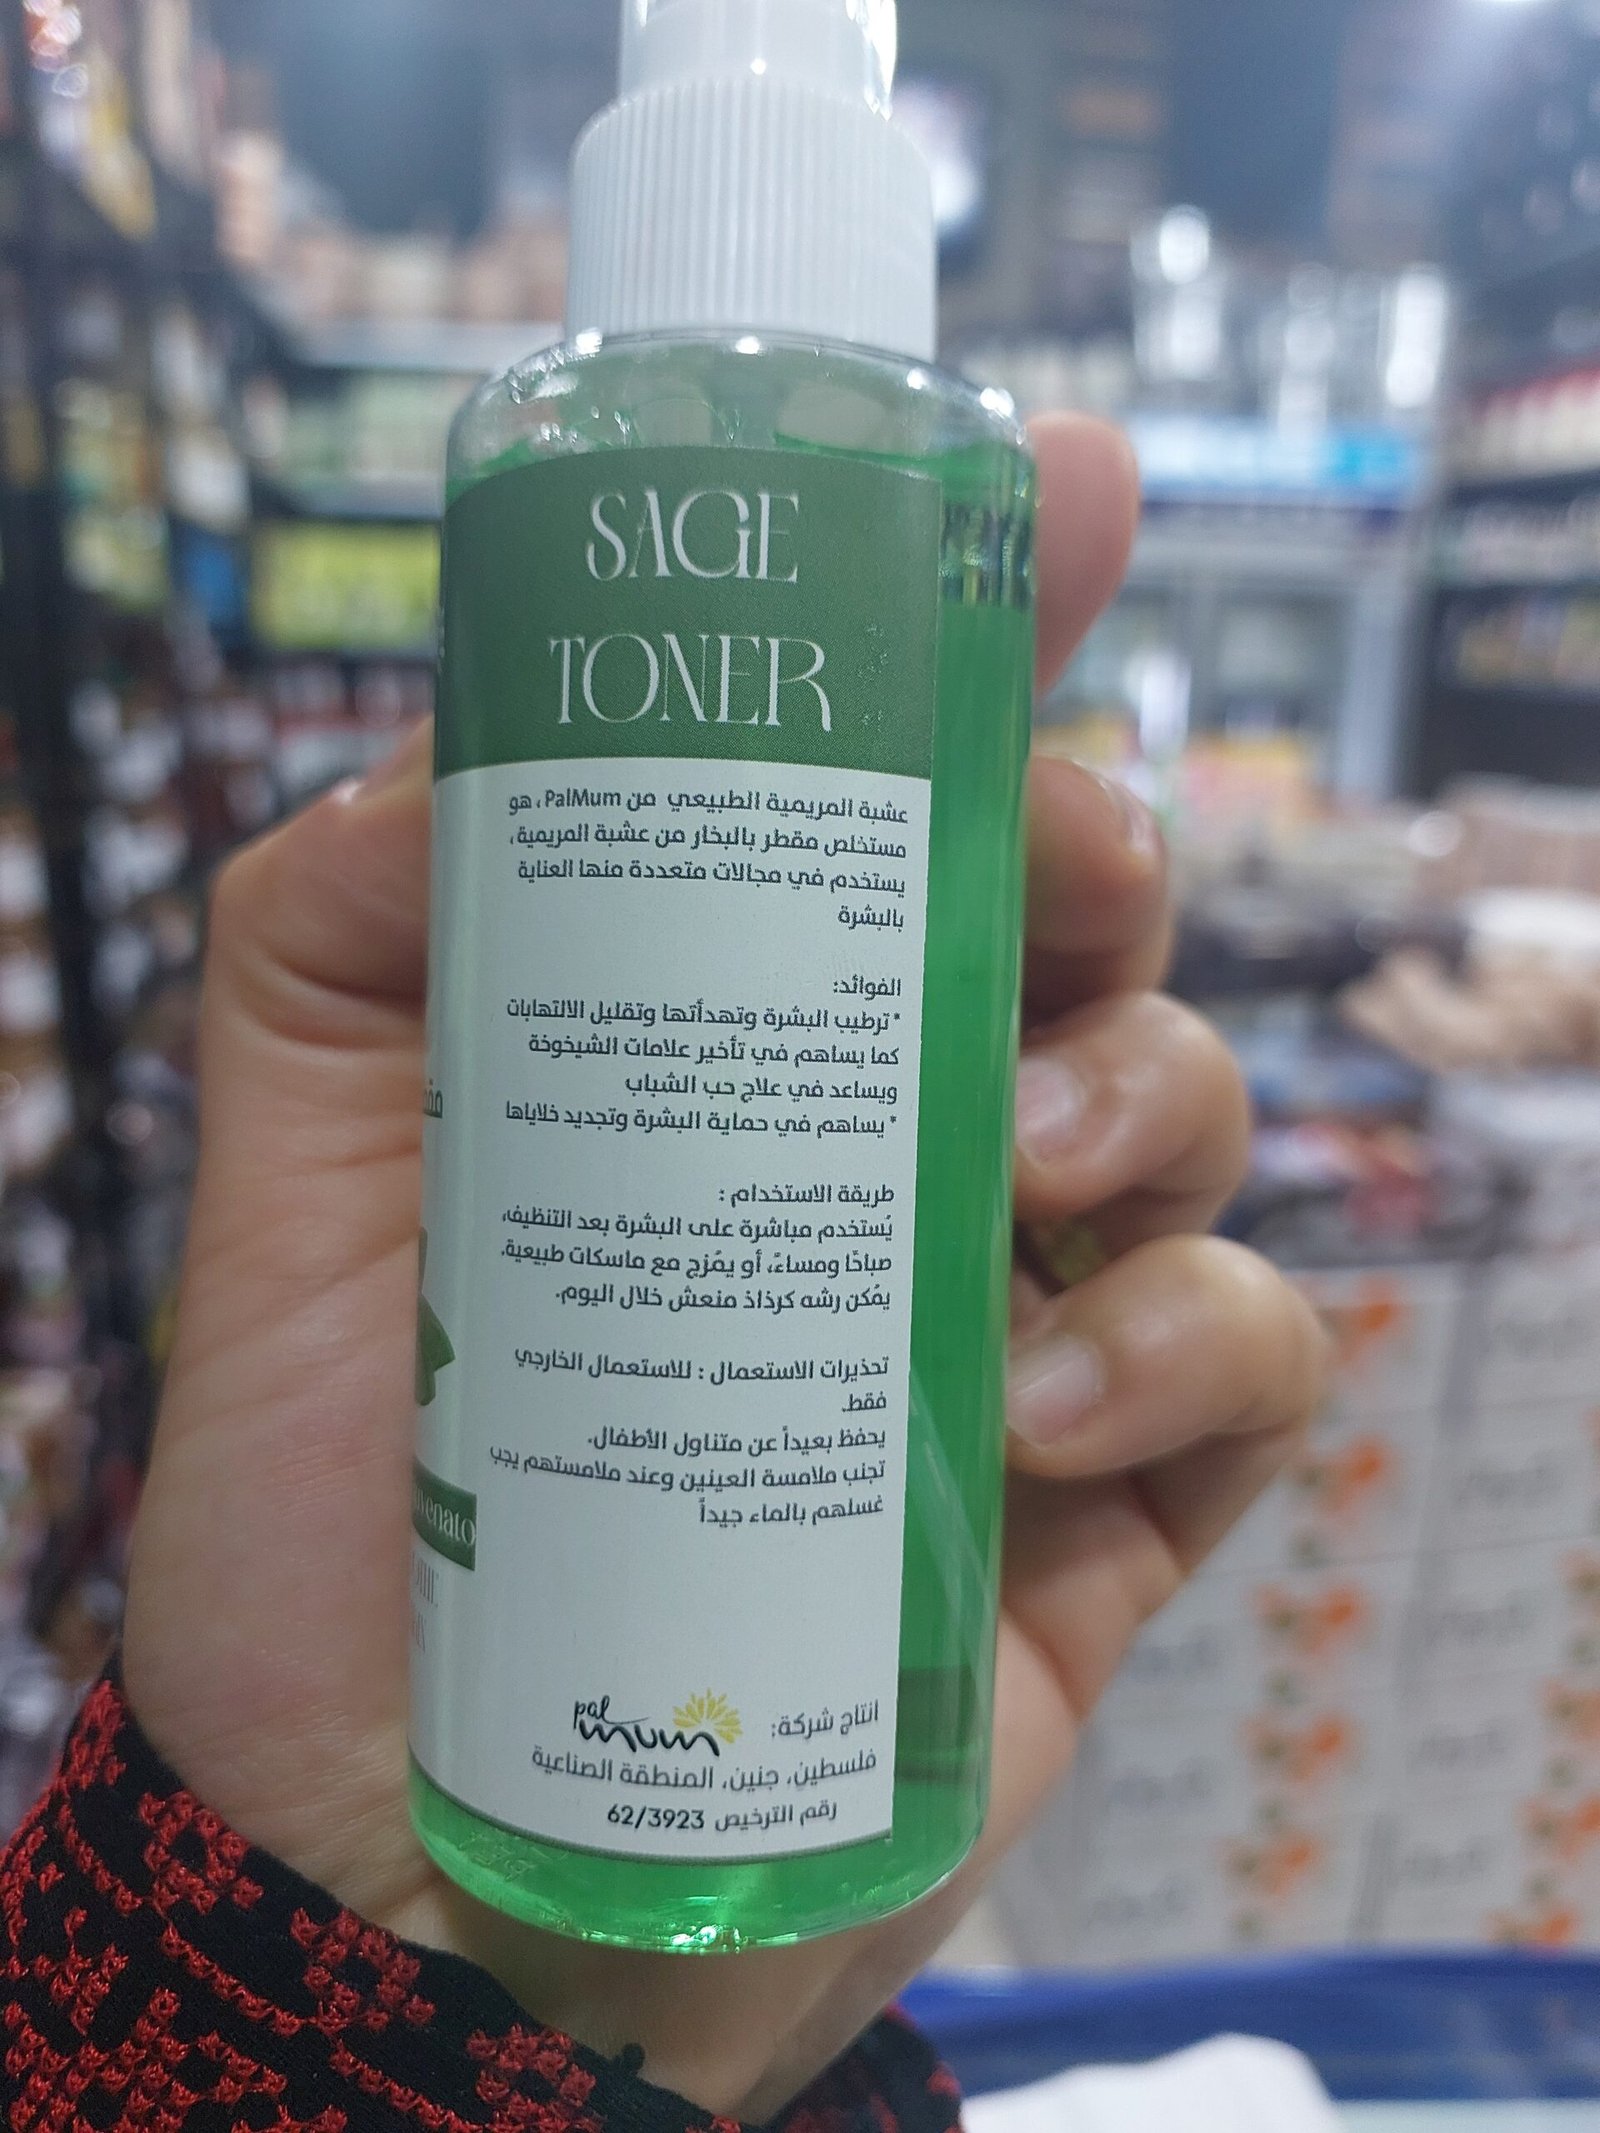 SAGE
TONER
عشبة المريمية الطبيعي من PalMum، هو
مستخلص مقطر بالبخار من عشبة المريمية،
يستخدم في مجالات متعددة منها العناية
بالبشرة
الفوائد:
*ترطيب البشرة وتهدأتها وتقليل الالتهابات
كما يساهم في تأخير علامات الشيخوخة
ويساعد في علاج حب الشباب
*يساهم في حماية البشرة وتجديد خلاياها
طريقة الاستخدام :
يُستخدم مباشرة على البشرة بعد التنظيف،
صباحًا ومساءً، أو يُمزج مع ماسكات طبيعية.
يُمكن رشه كرذاذ منعش خلال اليوم.
تحذيرات الاستعمال : للاستعمال الخارجي
فقط.
يحفظ بعيداً عن متناول الأطفال.
تجنب ملامسة العينين وعند ملامستهم يجب
غسلهم بالماء جيداً
انتاج شركة:
pal mum
فلسطين، جنين، المنطقة الصناعية
رقم الترخيص 62/3923